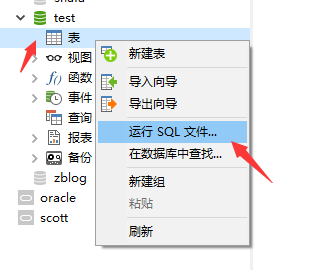 test
表
视图
函数
事件
查询
报表
备份
zblog
oracle
scott
新建表
导入向导
导出向导
运行 SQL 文件...
在数据库中查找...
新建组
粘贴
刷新